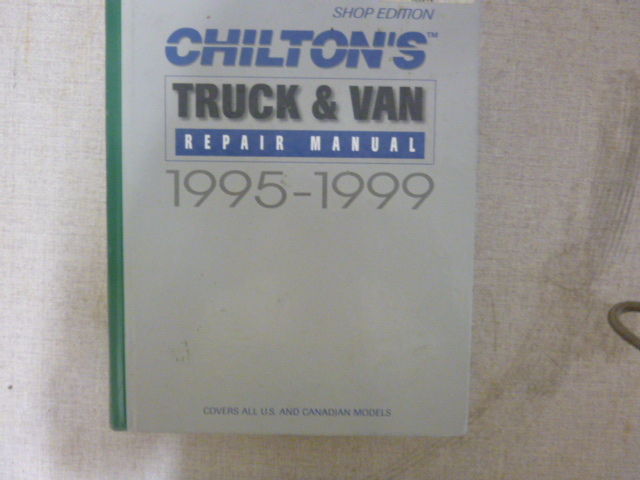 SHOP EDITION
CHILTON'S™
TRUCK & VAN
REPAIR MANUAL
1995-1999
COVERS ALL U.S. AND CANADIAN MODELS